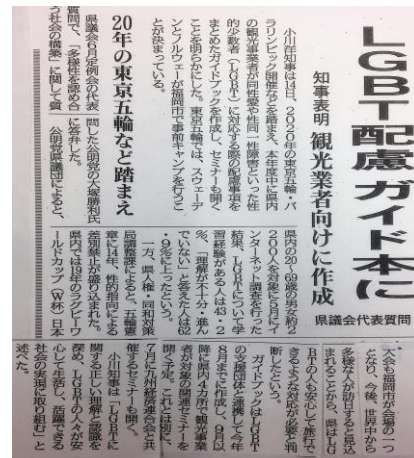 LGBT配慮 ガイド本に
知事表明 観光業者向けに作成
県議会代表質問
小川洋知事は14日、2020年の東京五輪・パ
ラリンピック開催などを踏まえ、本年度中に県内
の観光事業者が同性愛や性同一性障害といった性
的少数者(LGBT)に対応する際の配慮事項を
まとめたガイドブックを作成し、セミナーも開く
ことを明らかにした。東京五輪では、スウェーデ
ンとノルウェーが福岡市で事前キャンプを行うこ
とが決まっている。
20年の東京五輪など踏まえ
県議会6月定例会の代表
質問で、「多様性を認め合
う社会の構築」に関して質
問した公明党の大塚勝利氏
に答弁した。
公明党県議団によると、
県内の20~69歳の男女約2
200人を対象に5月にイ
ンターネット調査を行った
結果、LGBTについて学
習経験がある人は43・2
%、「理解が不十分・進ん
でいない」と答えた人は62
・9%に上ったという。
一方、県人権・同和対策
局調整課によると、五輪憲
章に14年、性的指向による
差別禁止が盛り込まれた。
県内では19年のラグビーワ
ールドカップ(W杯)日本
大会も福岡市が会場の一つ
となり、今後、世界中から
多様な人が訪日すると見込
まれることから、県はLG
BTの人も安心して旅行で
きるような対応が必要と判
断したという。
ガイドブックはLGBT
の支援団体と連携して今年
8月までに作成し、9月以
降に県内4カ所で観光事業
者が対象の関連セミナーを
開く予定。これとは別に、
7月に九州経済連合会と共
催するセミナーも開く。
小川知事は「LGBTに
関する正しい理解と認識を
深め、LGBTの人々が安
心して生活し、活躍できる
社会の実現に取り組む」と
述べた。